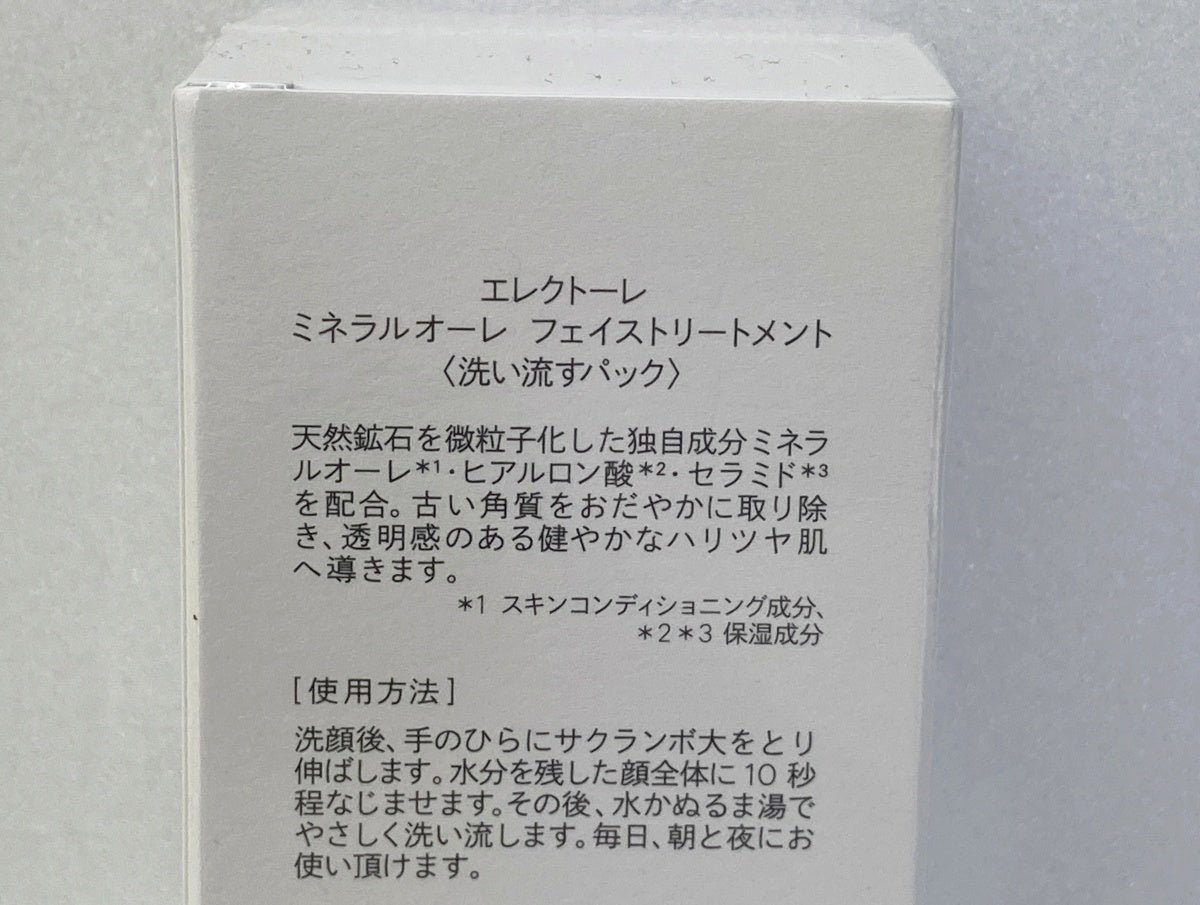 エレクトーレ
ミネラルオーレ フェイストリートメント
〈洗い流すパック〉
天然鉱石を微粒子化した独自成分ミネラ
ルオーレ*1・ヒアルロン酸*2・セラミド*3
を配合。古い角質をおだやかに取り除
き、透明感のある健やかなハリツヤ肌
へ導きます。
*1 スキンコンディショニング成分、
*2*3 保湿成分
[使用方法]
洗顔後、手のひらにサクランボ大をとり
伸ばします。水分を残した顔全体に10秒
程なじませます。その後、水かぬるま湯で
やさしく洗い流します。毎日、朝と夜にお
使い頂けます。